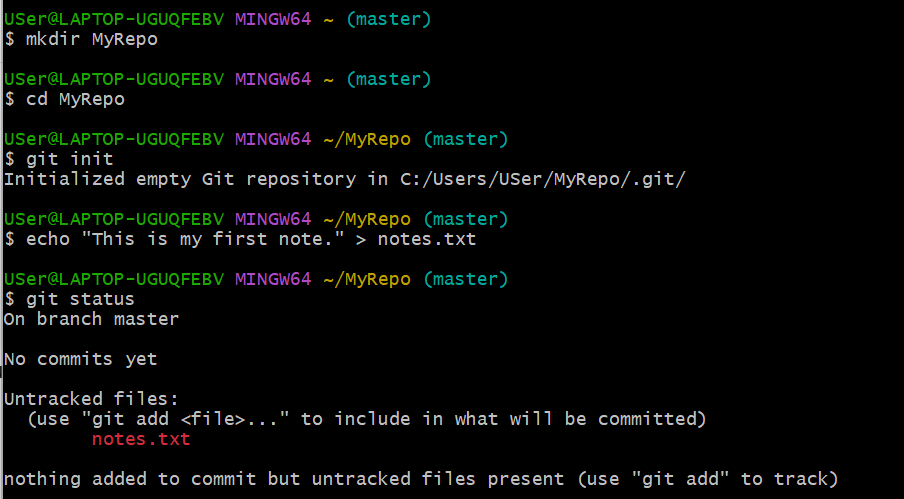 USer@LAPTOP-UGUQFEBV MINGW64 ~ (master)
$ mkdir MyRepo
USer@LAPTOP-UGUQFEBV MINGW64 ~ (master)
$ cd MyRepo
USer@LAPTOP-UGUQFEBV MINGW64 ~/MyRepo (master)
$ git init
Initialized empty Git repository in C:/Users/USer/MyRepo/.git/
USer@LAPTOP-UGUQFEBV MINGW64 ~/MyRepo (master)
$ echo "This is my first note." > notes.txt
USer@LAPTOP-UGUQFEBV MINGW64 ~/MyRepo (master)
$ git status
On branch master
No commits yet
Untracked files:
  (use "git add <file>..." to include in what will be committed)
        notes.txt
nothing added to commit but untracked files present (use "git add" to track)